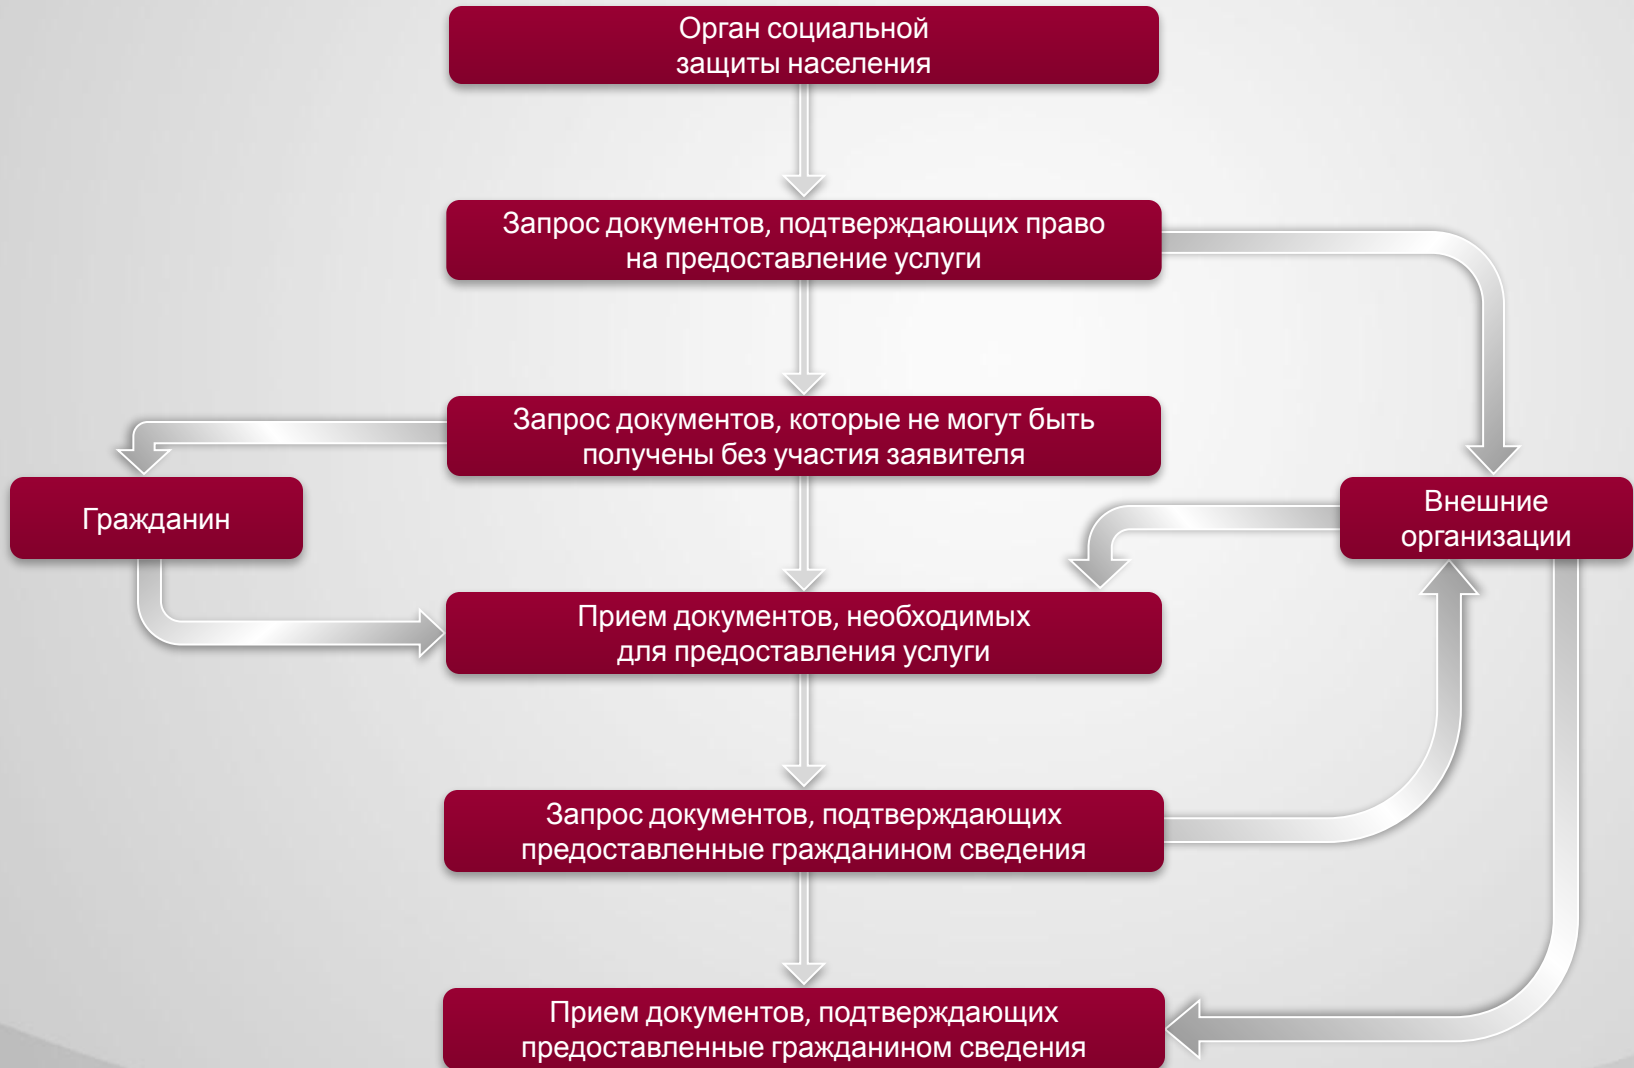 Орган социальной
защиты населения
Запрос документов, подтверждающих право
на предоставление услуги
Запрос документов, которые не могут быть
получены без участия заявителя
Гражданин
Внешние
организации
Прием документов, необходимых
для предоставления услуги
Запрос документов, подтверждающих
предоставленные гражданином сведения
Прием документов, подтверждающих
предоставленные гражданином сведения